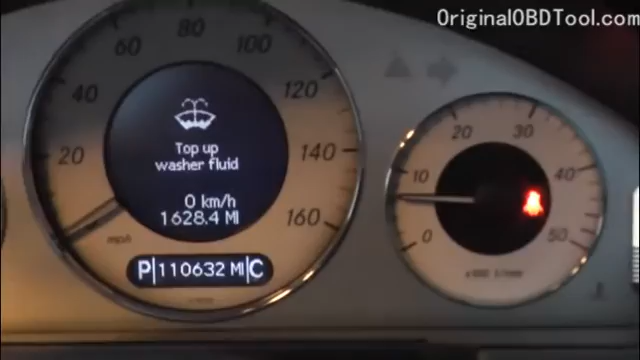 OriginalOBDTool.com
20
40
60
80
100
120
140
160
mph
Top up
washer fluid
0 km/h
1628.4 MI
P 110632 MI C
0
10
20
30
40
50